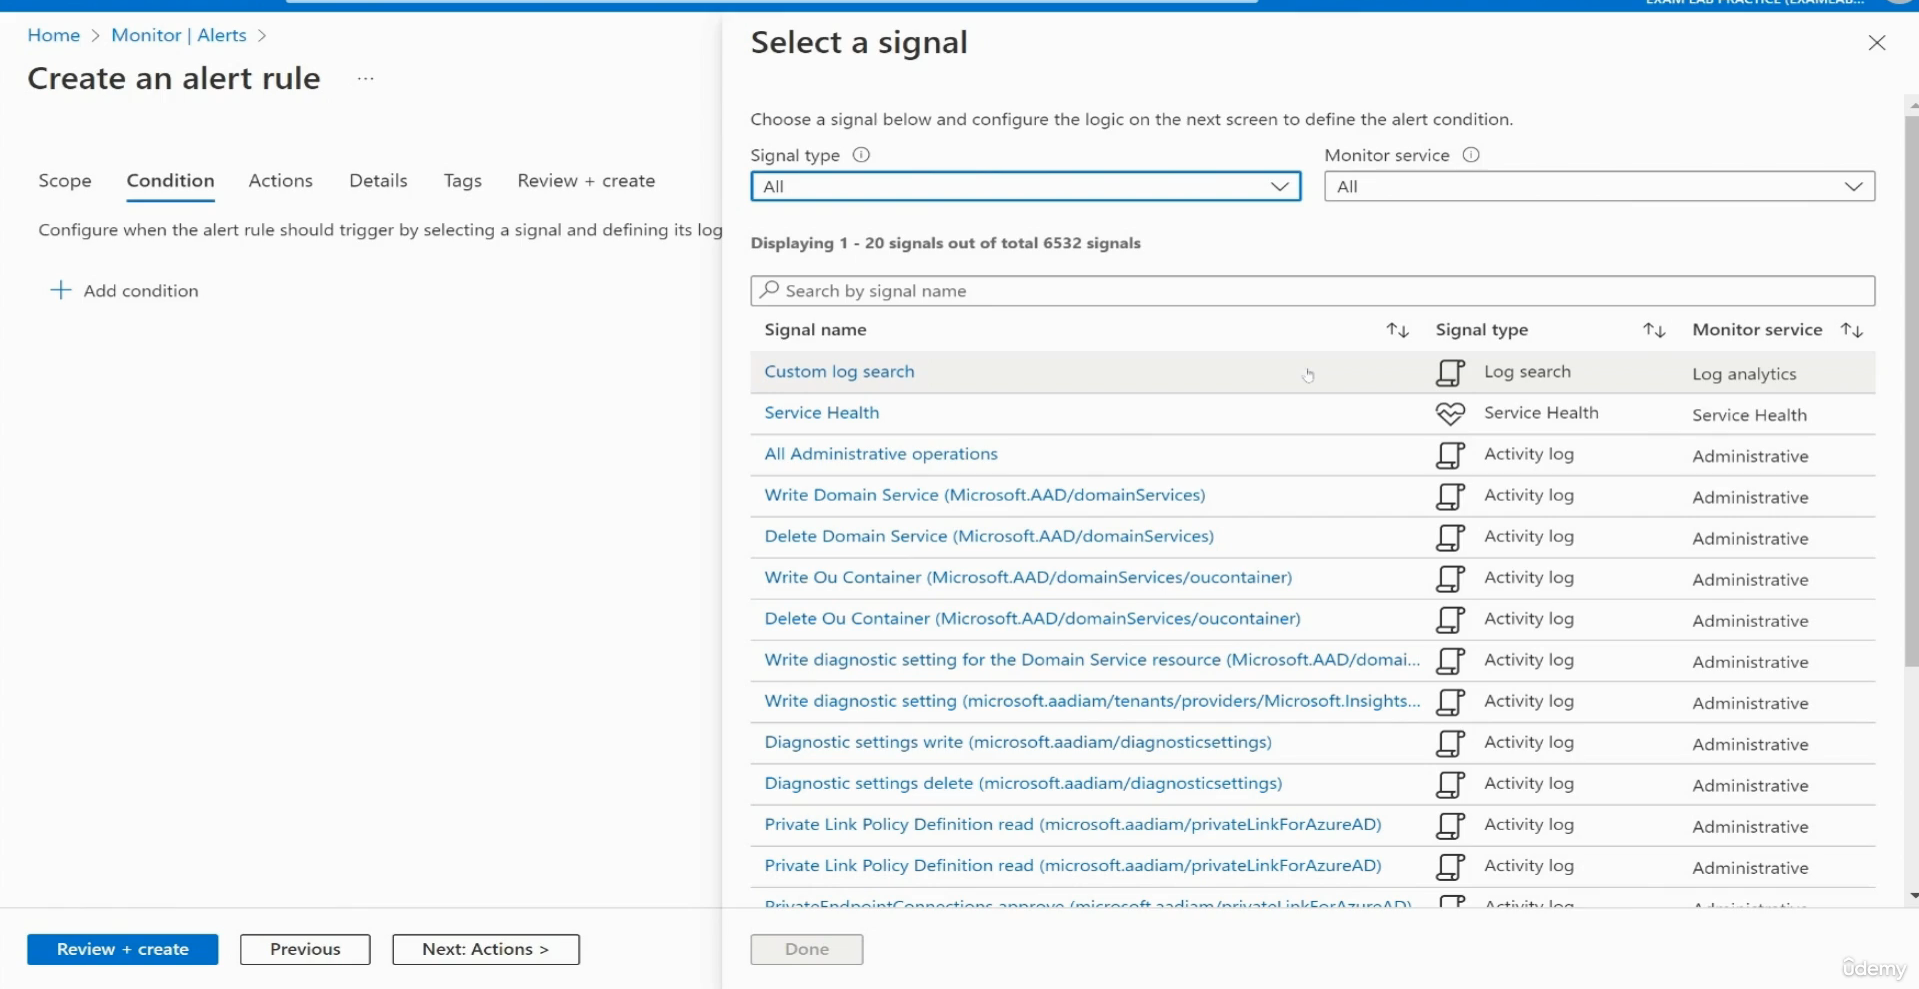 Home > Monitor | Alerts >
Create an alert rule ...
Scope Condition Actions Details Tags Review + create
Configure when the alert rule should trigger by selecting a signal and defining its log
Add condition
Review + create Previous Next: Actions >
Select a signal
Choose a signal below and configure the logic on the next screen to define the alert condition.
Signal type Monitor service
All All
Displaying 1 - 20 signals out of total 6532 signals
Search by signal name
Signal name Signal type Monitor service
Custom log search Log search Log analytics
Service Health Service Health Service Health
All Administrative operations Activity log Administrative
Write Domain Service (Microsoft.AAD/domainServices) Activity log Administrative
Delete Domain Service (Microsoft.AAD/domainServices) Activity log Administrative
Write Ou Container (Microsoft.AAD/domainServices/oucontainer) Activity log Administrative
Delete Ou Container (Microsoft.AAD/domainServices/oucontainer) Activity log Administrative
Write diagnostic setting for the Domain Service resource (Microsoft.AAD/domai... Activity log Administrative
Write diagnostic setting (microsoft.aadiam/tenants/providers/Microsoft.Insights... Activity log Administrative
Diagnostic settings write (microsoft.aadiam/diagnosticsettings) Activity log Administrative
Diagnostic settings delete (microsoft.aadiam/diagnosticsettings) Activity log Administrative
Private Link Policy Definition read (microsoft.aadiam/privateLinkForAzureAD) Activity log Administrative
Private Link Policy Definition read (microsoft.aadiam/privateLinkForAzureAD) Activity log Administrative
PrivateEndpointConnections approve (microsoft.aadiam/privateLinkForAzureAD) Activity log
Done
ûdemy